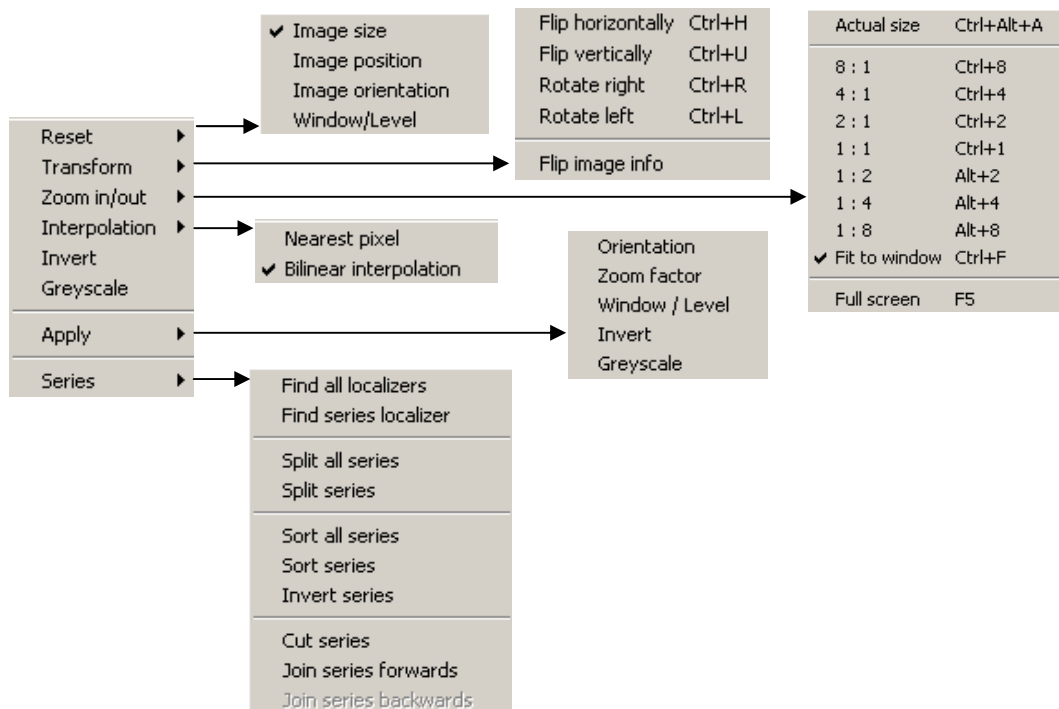 Reset
Transform
Zoom in/out
Interpolation
Invert
Greyscale
Apply
Series
Image size
Image position
Image orientation
Window/Level
Flip horizontally Ctrl+H
Flip vertically Ctrl+U
Rotate right Ctrl+R
Rotate left Ctrl+L
Flip image info
Actual size Ctrl+Alt+A
8 : 1 Ctrl+8
4 : 1 Ctrl+4
2 : 1 Ctrl+2
1 : 1 Ctrl+1
1 : 2 Alt+2
1 : 4 Alt+4
1 : 8 Alt+8
Fit to window Ctrl+F
Full screen F5
Nearest pixel
Bilinear interpolation
Orientation
Zoom factor
Window / Level
Invert
Greyscale
Find all localizers
Find series localizer
Split all series
Split series
Sort all series
Sort series
Invert series
Cut series
Join series forwards
Join series backwards